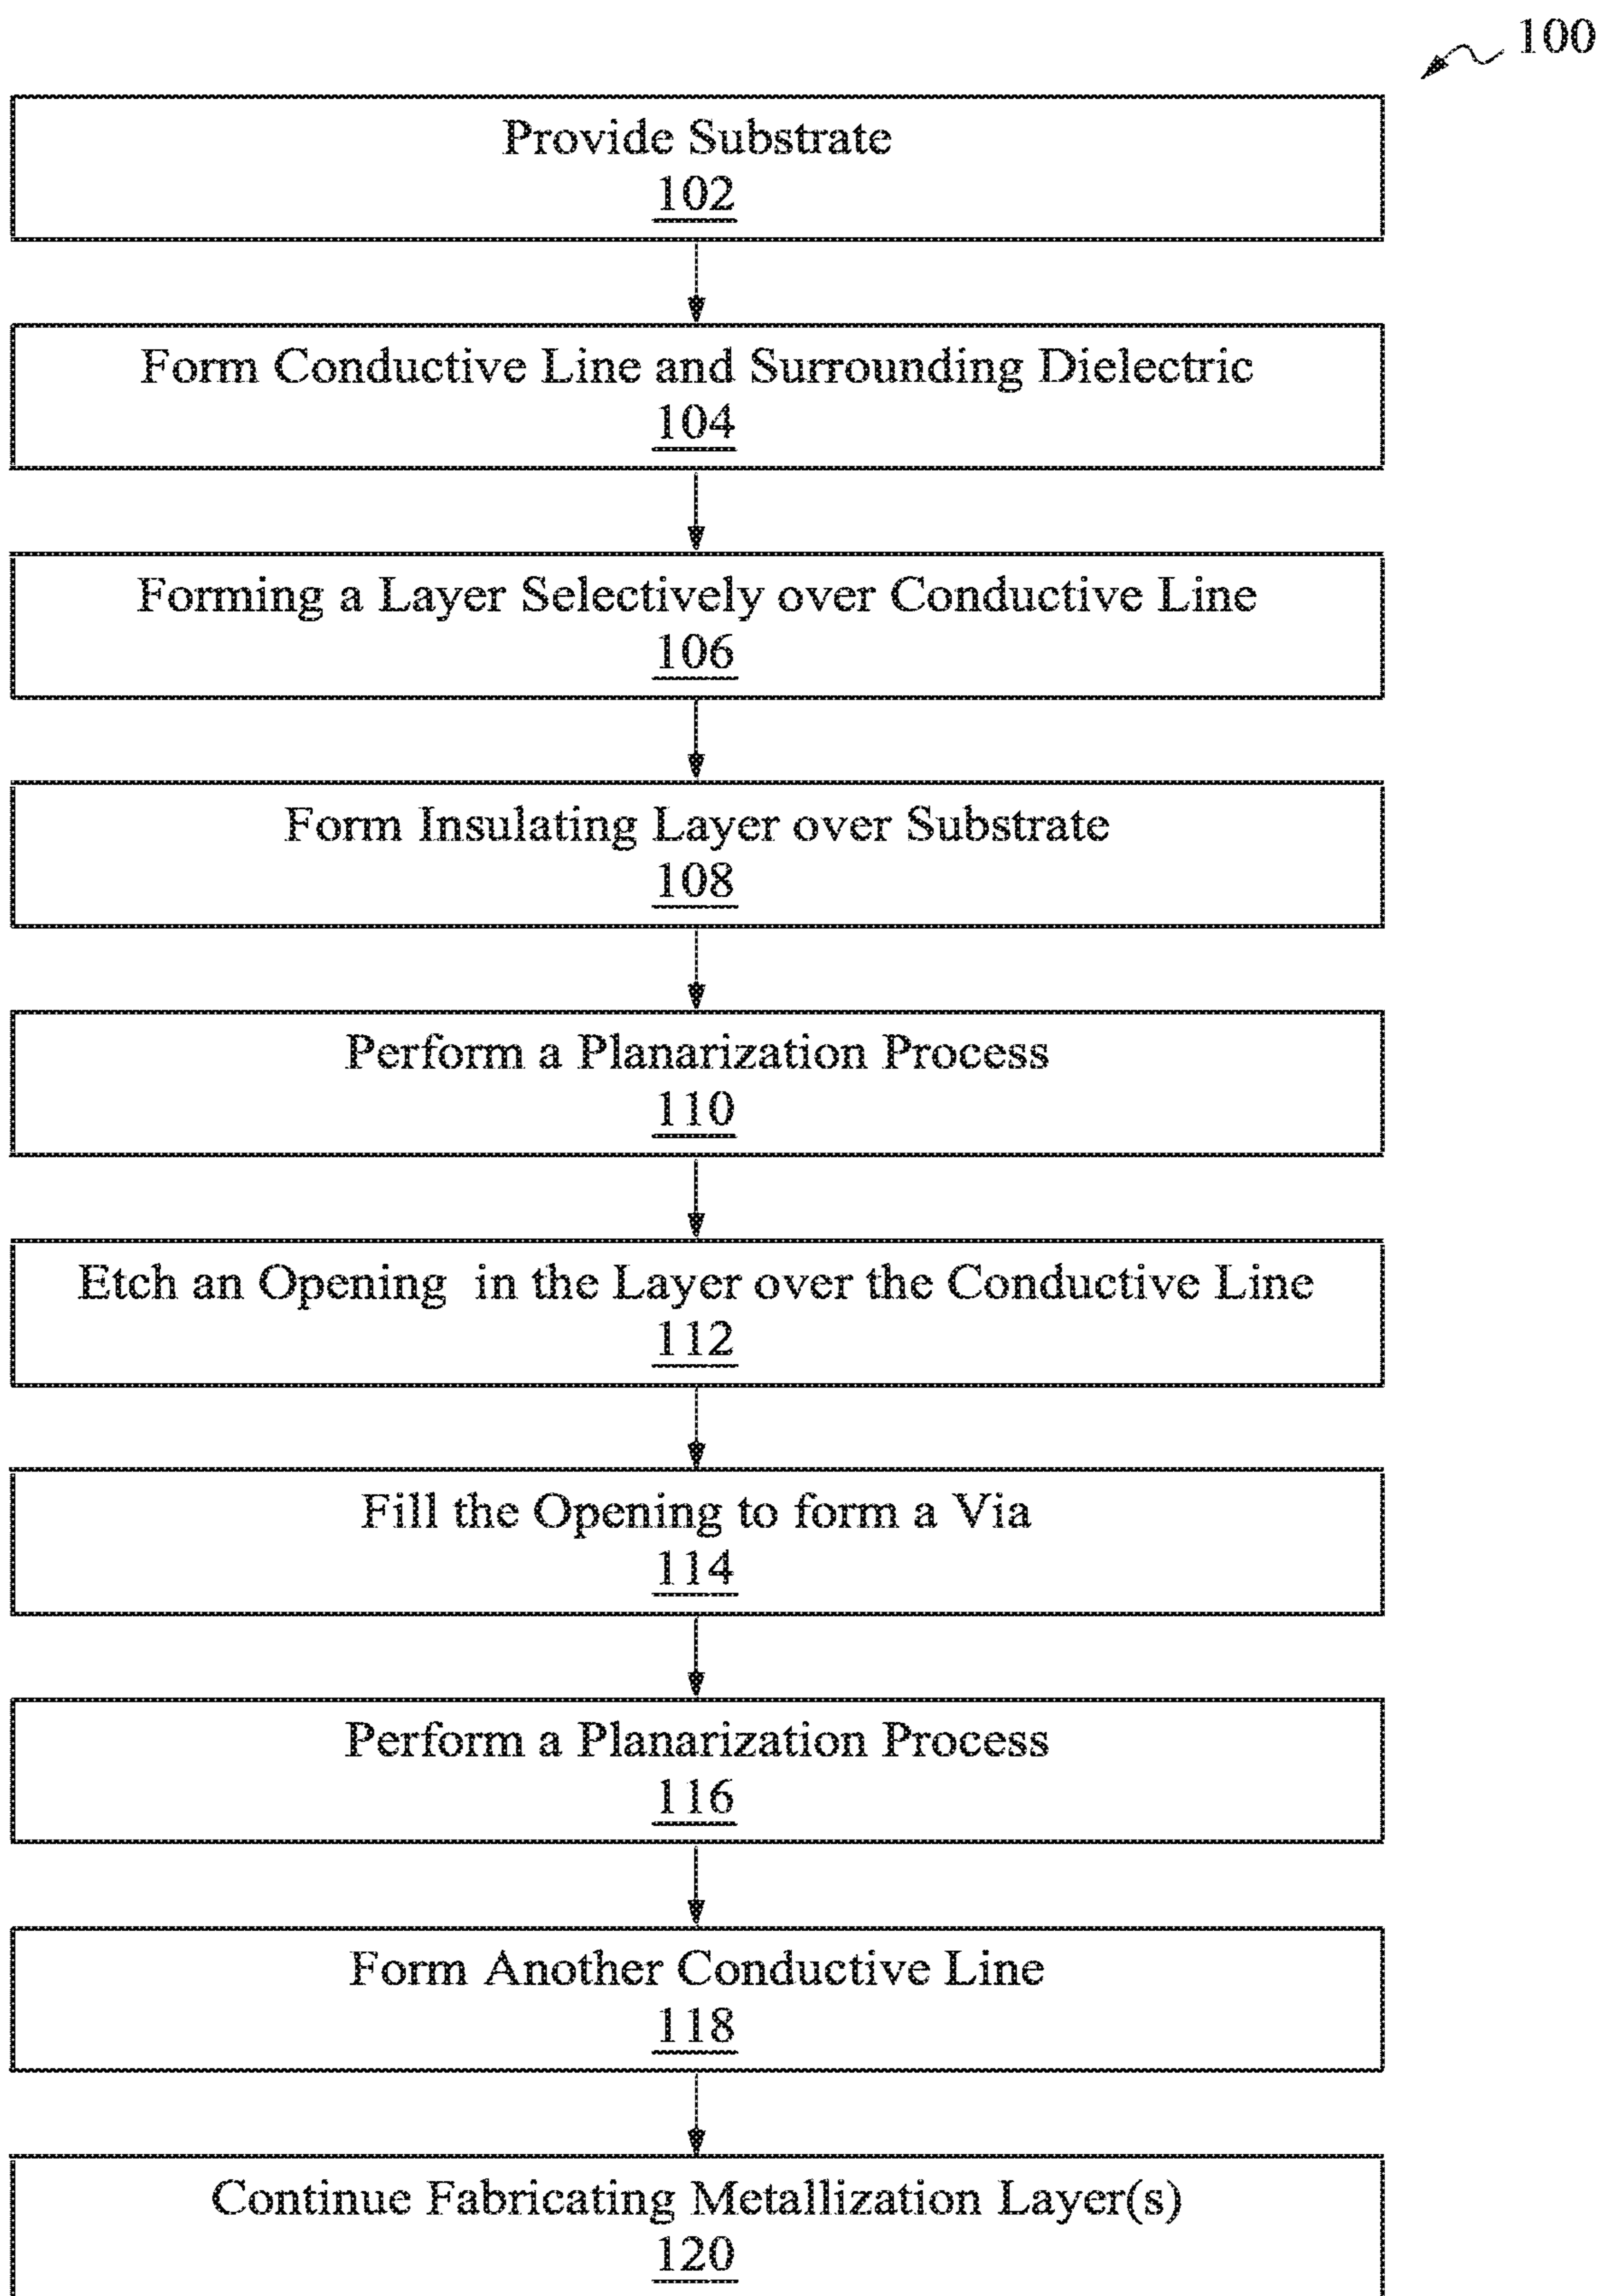 100
Provide Substrate
102
Form Conductive Line and Surrounding Dielectric
104
Forming a Layer Selectively over Conductive Line
106
Form Insulating Layer over Substrate
108
Perform a Planarization Process
110
Etch an Opening in the Layer over the Conductive Line
112
Fill the Opening to form a Via
114
Perform a Planarization Process
116
Form Another Conductive Line
118
Continue Fabricating Metallization Layer(s)
120